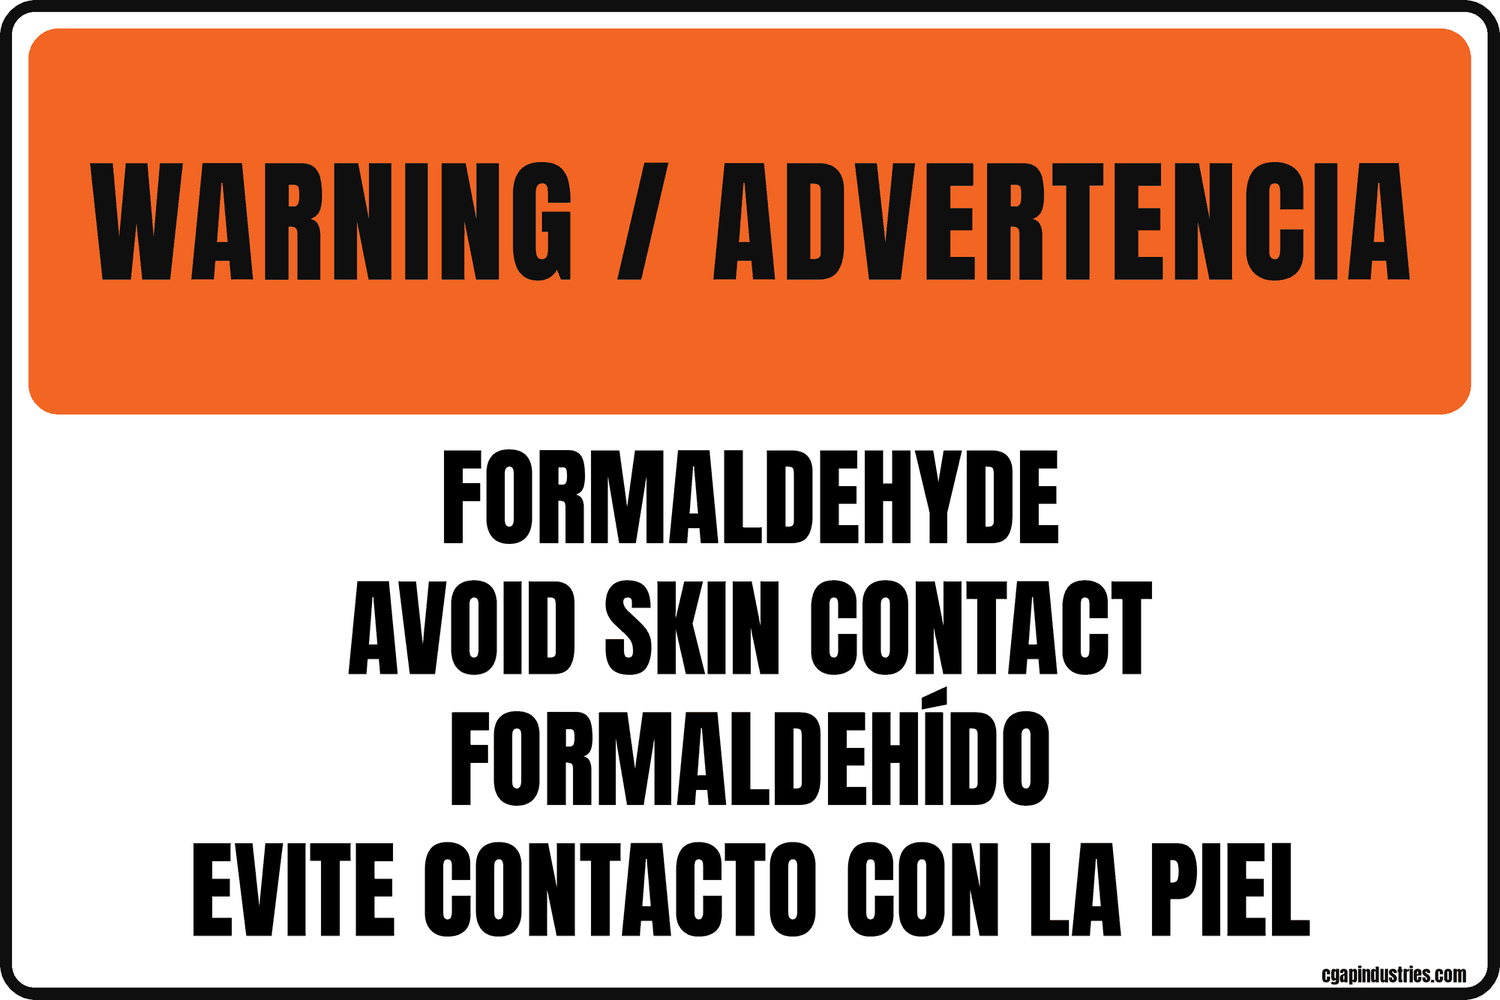 WARNING / ADVERTENCIA
FORMALDEHYDE
AVOID SKIN CONTACT
FORMALDEHÍDO
EVITE CONTACTO CON LA PIEL
cgapindustries.com